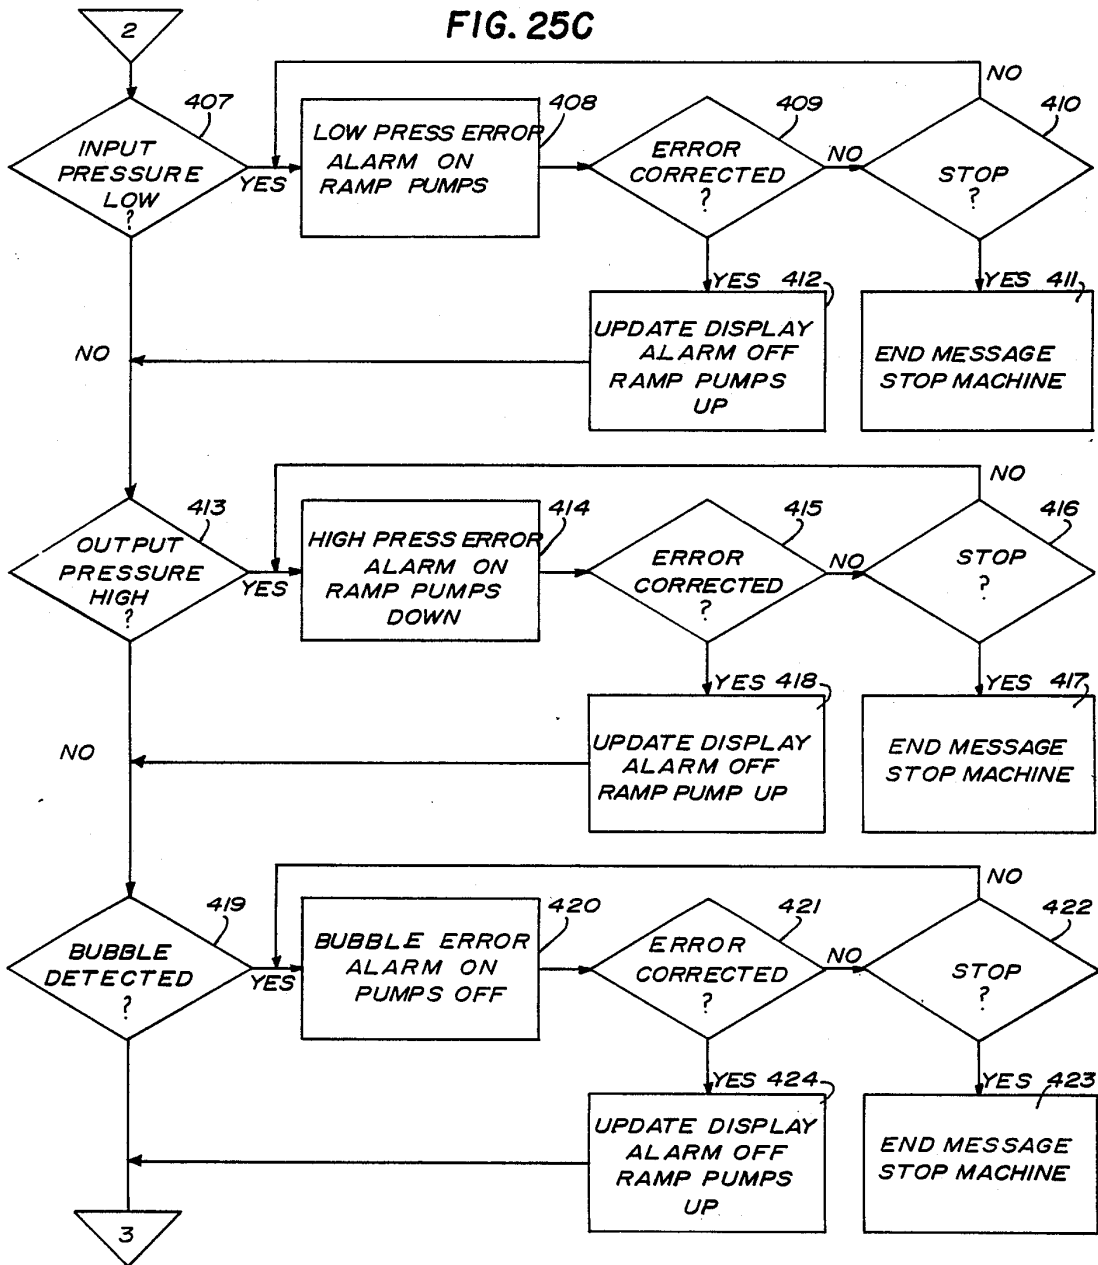 FIG. 25C
2
407
INPUT
PRESSURE
LOW
?
YES
NO
408
LOW PRESS ERROR
ALARM ON
RAMP PUMPS
409
ERROR
CORRECTED
?
NO
410
STOP
?
NO
YES 412
UPDATE DISPLAY
ALARM OFF
RAMP PUMPS
UP
YES 411
END MESSAGE
STOP MACHINE
413
OUTPUT
PRESSURE
HIGH
?
YES
NO
414
HIGH PRESS ERROR
ALARM ON
RAMP PUMPS
DOWN
415
ERROR
CORRECTED
?
NO
416
STOP
?
NO
YES 418
UPDATE DISPLAY
ALARM OFF
RAMP PUMP UP
YES 417
END MESSAGE
STOP MACHINE
419
BUBBLE
DETECTED
?
YES
420
BUBBLE ERROR
ALARM ON
PUMPS OFF
421
ERROR
CORRECTED
?
NO
422
STOP
?
NO
YES 424
UPDATE DISPLAY
ALARM OFF
RAMP PUMPS
UP
YES 423
END MESSAGE
STOP MACHINE
3